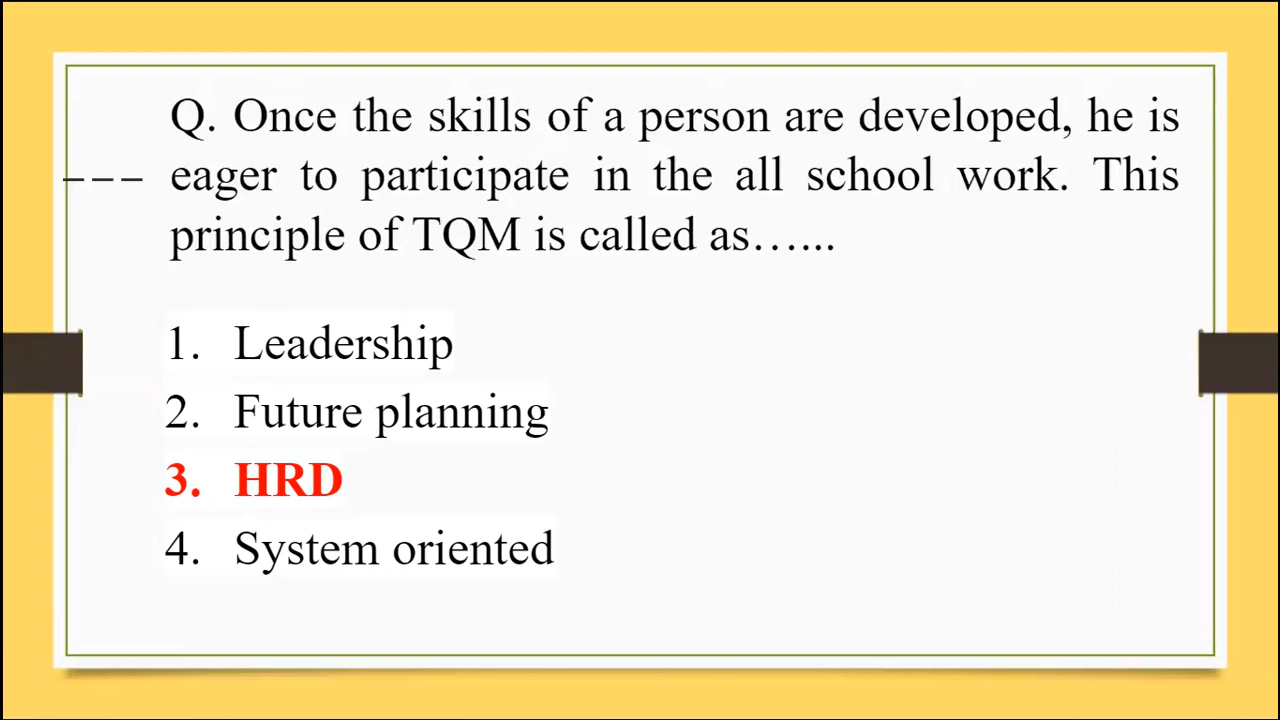 Q. Once the skills of a person are developed, he is
--- eager to participate in the all school work. This
principle of TQM is called as…...
1. Leadership
2. Future planning
3. HRD
4. System oriented